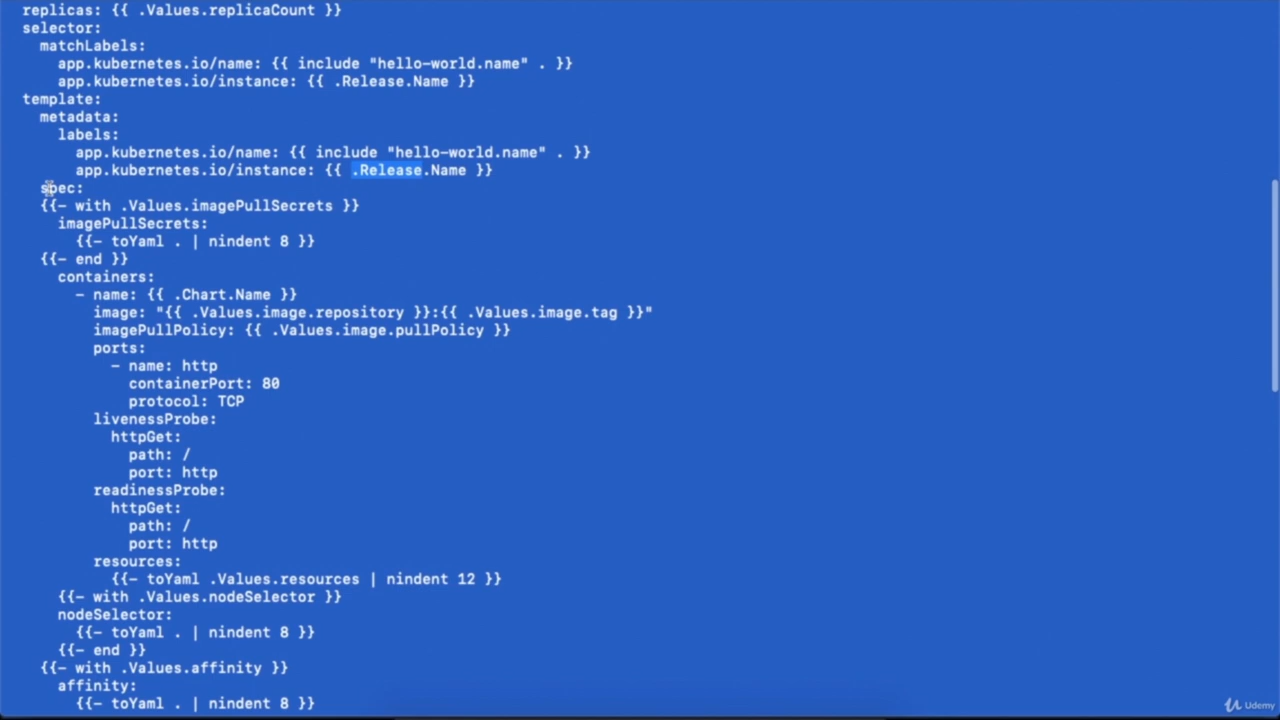 replicas: {{ .Values.replicaCount }}
selector:
  matchLabels:
    app.kubernetes.io/name: {{ include "hello-world.name" . }}
    app.kubernetes.io/instance: {{ .Release.Name }}
template:
  metadata:
    labels:
      app.kubernetes.io/name: {{ include "hello-world.name" . }}
      app.kubernetes.io/instance: {{ .Release.Name }}
  spec:
  {{- with .Values.imagePullSecrets }}
    imagePullSecrets:
      {{- toYaml . | nindent 8 }}
  {{- end }}
    containers:
      - name: {{ .Chart.Name }}
        image: "{{ .Values.image.repository }}:{{ .Values.image.tag }}"
        imagePullPolicy: {{ .Values.image.pullPolicy }}
        ports:
          - name: http
            containerPort: 80
            protocol: TCP
        livenessProbe:
          httpGet:
            path: /
            port: http
        readinessProbe:
          httpGet:
            path: /
            port: http
        resources:
          {{- toYaml .Values.resources | nindent 12 }}
    {{- with .Values.nodeSelector }}
    nodeSelector:
      {{- toYaml . | nindent 8 }}
    {{- end }}
  {{- with .Values.affinity }}
    affinity:
      {{- toYaml . | nindent 8 }}
Udemy